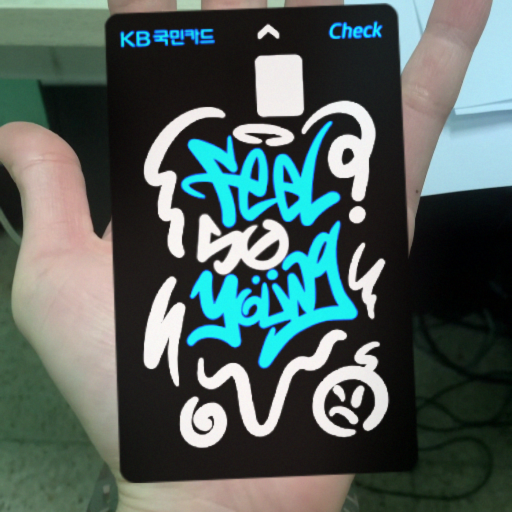 KB국민카드
Check
feel
so
young